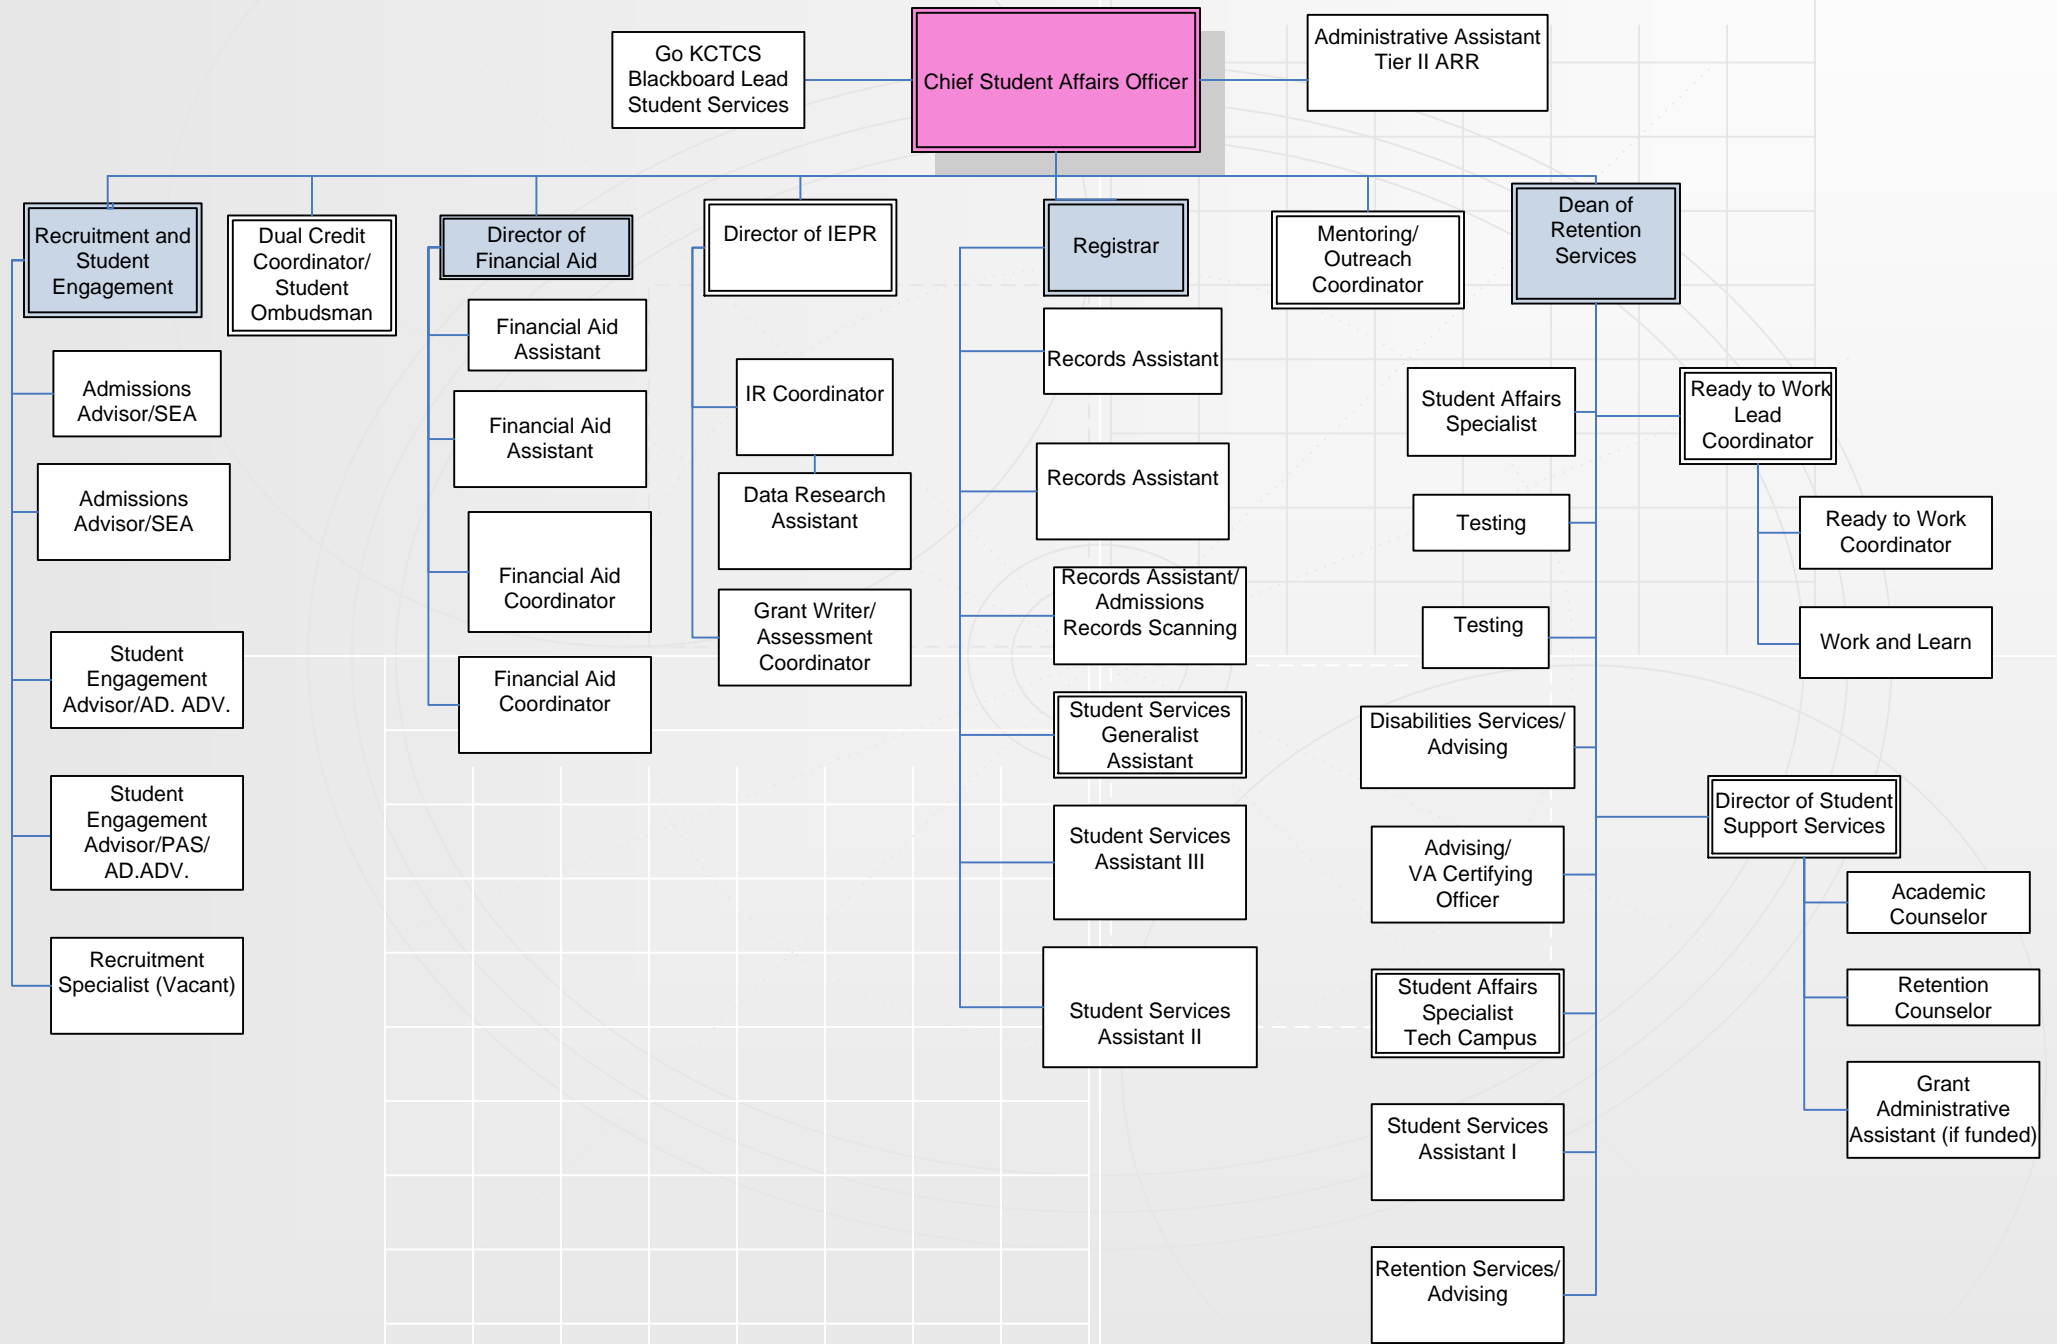 Go KCTCS
Blackboard Lead
Student Services
Chief Student Affairs Officer
Administrative Assistant
Tier II ARR
Recruitment and
Student
Engagement
Dual Credit
Coordinator/
Student
Ombudsman
Director of
Financial Aid
Director of IEPR
Registrar
Mentoring/
Outreach
Coordinator
Dean of
Retention
Services
Admissions
Advisor/SEA
Admissions
Advisor/SEA
Student
Engagement
Advisor/AD. ADV.
Student
Engagement
Advisor/PAS/
AD.ADV.
Recruitment
Specialist (Vacant)
Financial Aid
Assistant
Financial Aid
Assistant
Financial Aid
Coordinator
Financial Aid
Coordinator
IR Coordinator
Data Research
Assistant
Grant Writer/
Assessment
Coordinator
Records Assistant
Records Assistant
Records Assistant/
Admissions
Records Scanning
Student Services
Generalist
Assistant
Student Services
Assistant III
Student Services
Assistant II
Student Affairs
Specialist
Testing
Testing
Disabilities Services/
Advising
Advising/
VA Certifying
Officer
Student Affairs
Specialist
Tech Campus
Student Services
Assistant I
Retention Services/
Advising
Ready to Work
Lead
Coordinator
Ready to Work
Coordinator
Work and Learn
Director of Student
Support Services
Academic
Counselor
Retention
Counselor
Grant
Administrative
Assistant (if funded)